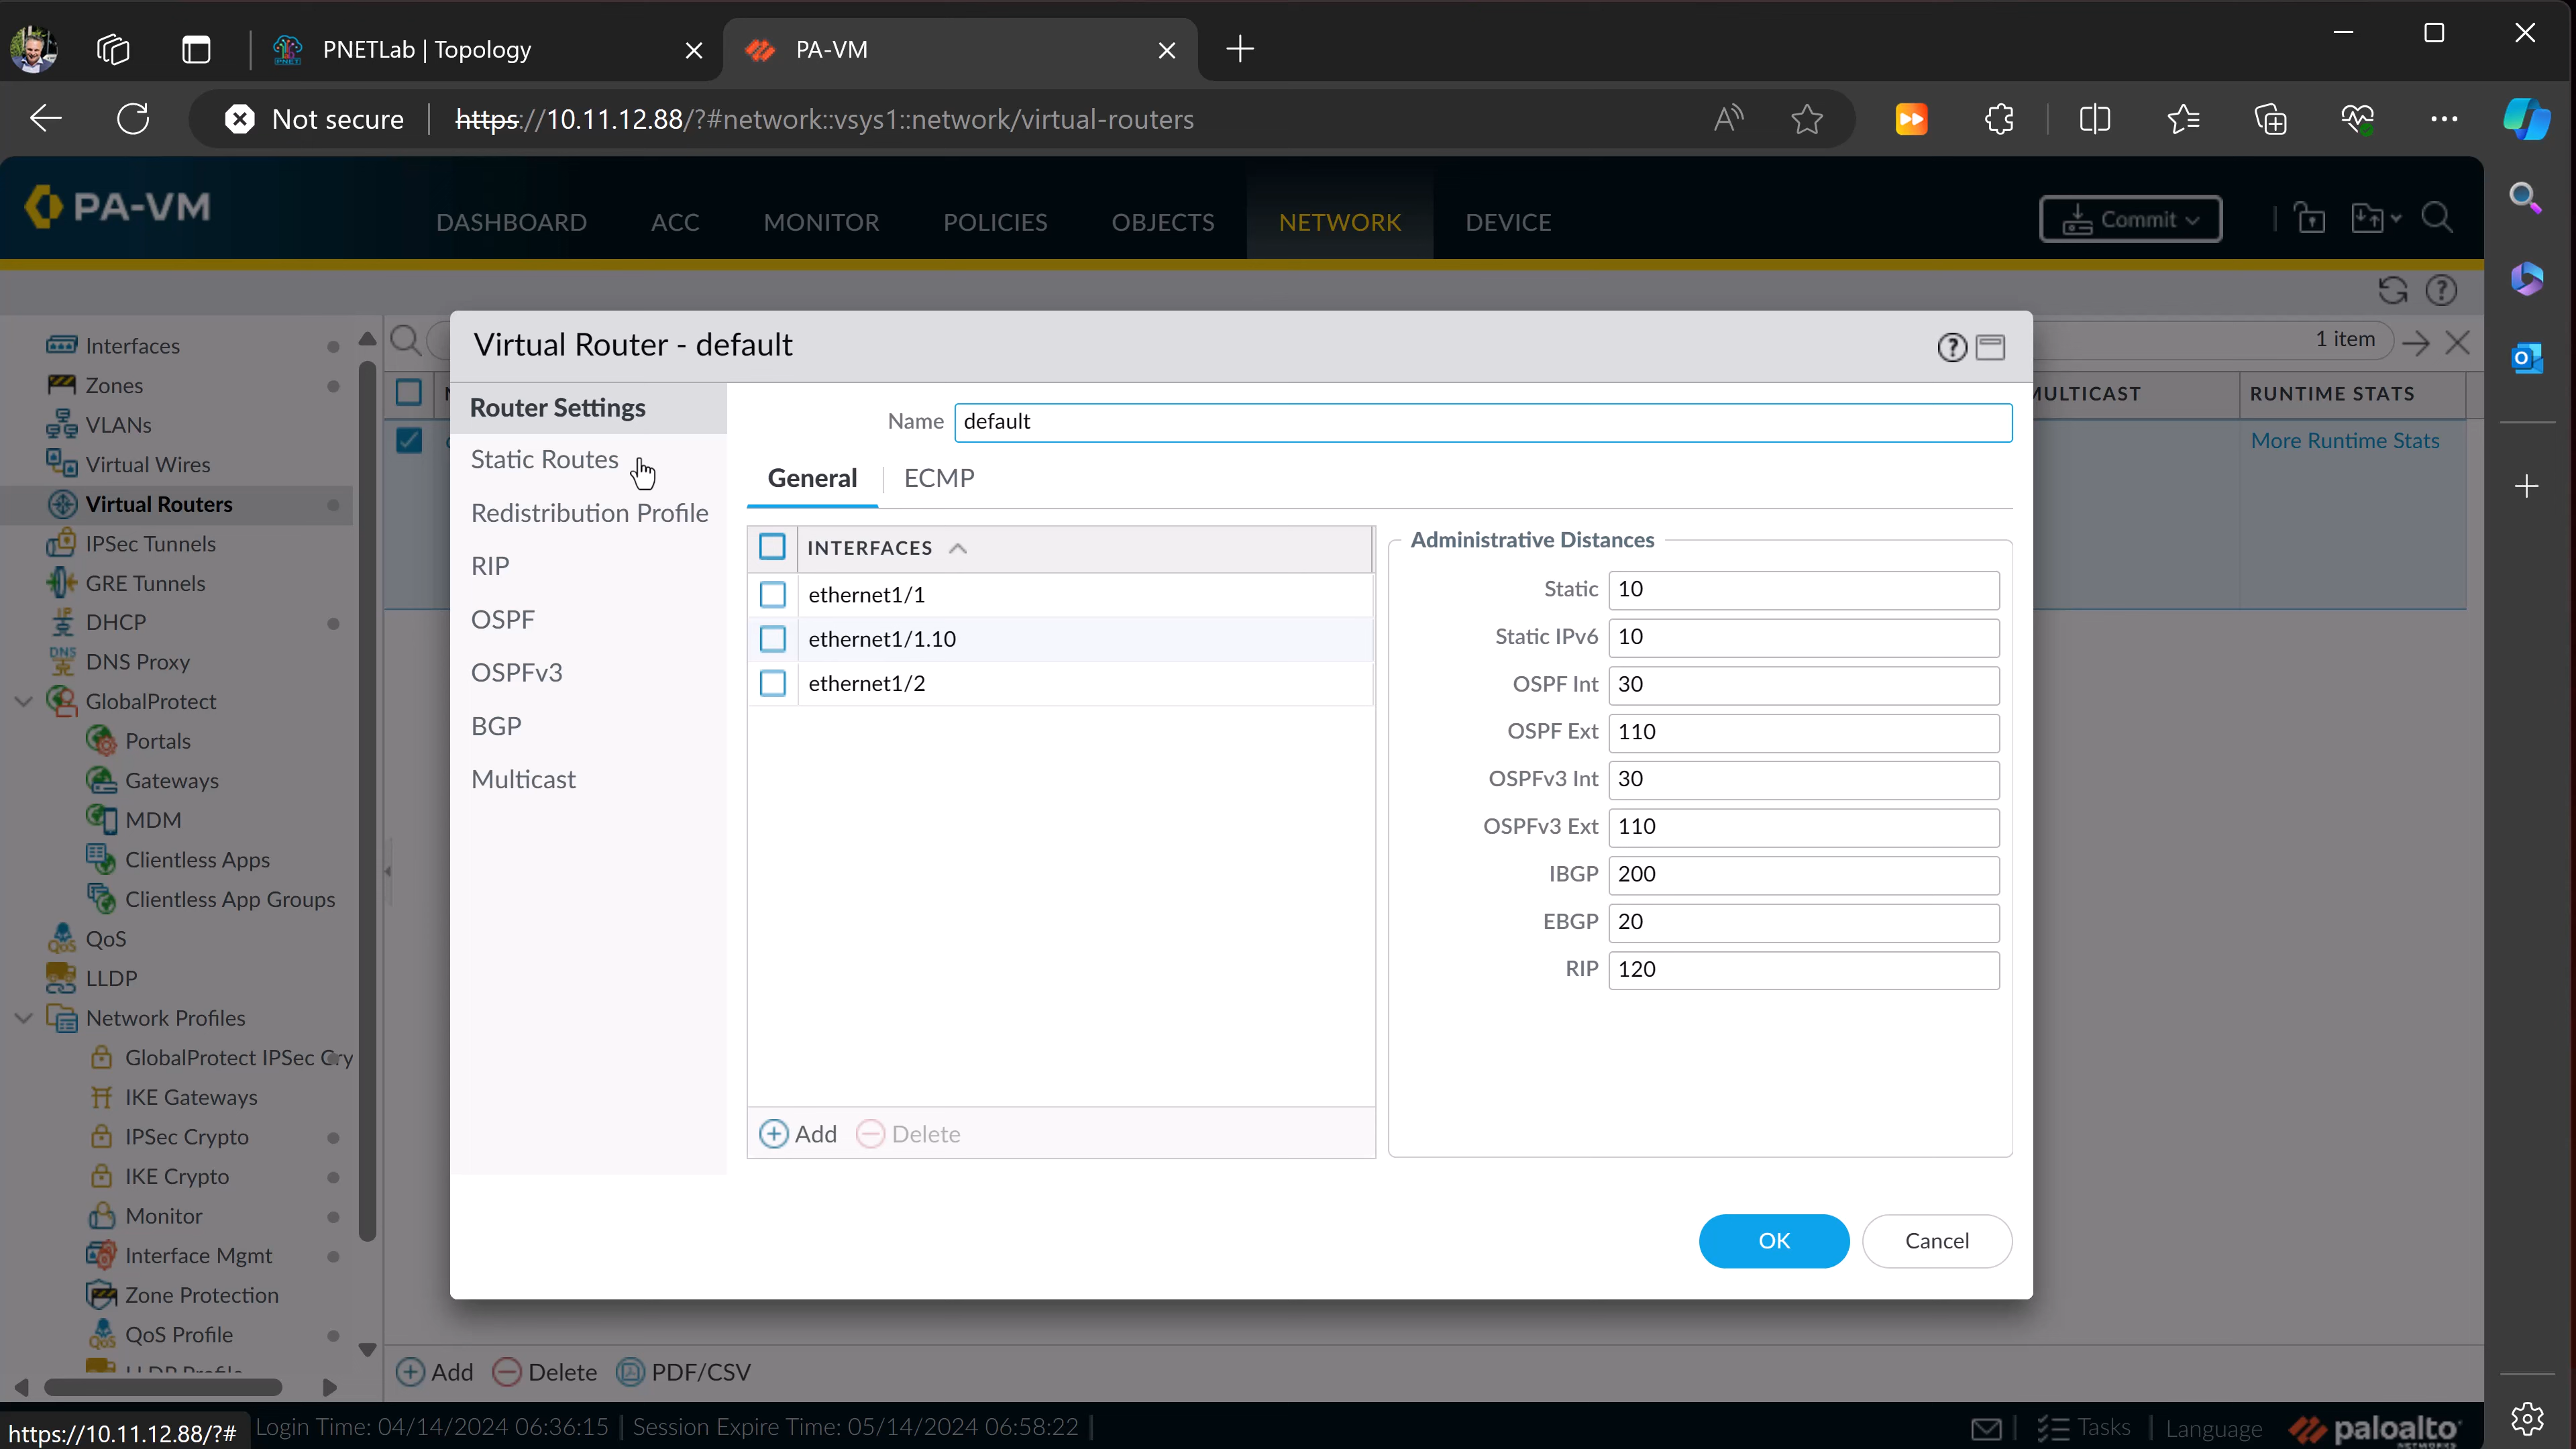 PNETLab | Topology
PA-VM
Not secure
https://10.11.12.88/?#network::vsys1::network/virtual-routers
PA-VM
DASHBOARD
ACC
MONITOR
POLICIES
OBJECTS
NETWORK
DEVICE
Commit
Interfaces
Zones
VLANs
Virtual Wires
Virtual Routers
IPSec Tunnels
GRE Tunnels
DHCP
DNS Proxy
GlobalProtect
Portals
Gateways
MDM
Clientless Apps
Clientless App Groups
QoS
LLDP
Network Profiles
GlobalProtect IPSec Cry
IKE Gateways
IPSec Crypto
IKE Crypto
Monitor
Interface Mgmt
Zone Protection
QoS Profile
LLDP Profile
1 item
MULTICAST
RUNTIME STATS
More Runtime Stats
Virtual Router - default
Router Settings
Static Routes
Redistribution Profile
RIP
OSPF
OSPFv3
BGP
Multicast
Name default
General
ECMP
INTERFACES
ethernet1/1
ethernet1/1.10
ethernet1/2
Add Delete
Administrative Distances
Static 10
Static IPv6 10
OSPF Int 30
OSPF Ext 110
OSPFv3 Int 30
OSPFv3 Ext 110
IBGP 200
EBGP 20
RIP 120
OK
Cancel
Add Delete PDF/CSV
https://10.11.12.88/?#
Login Time: 04/14/2024 06:36:15 | Session Expire Time: 05/14/2024 06:58:22 |
Tasks | Language
paloalto
NETWORKS